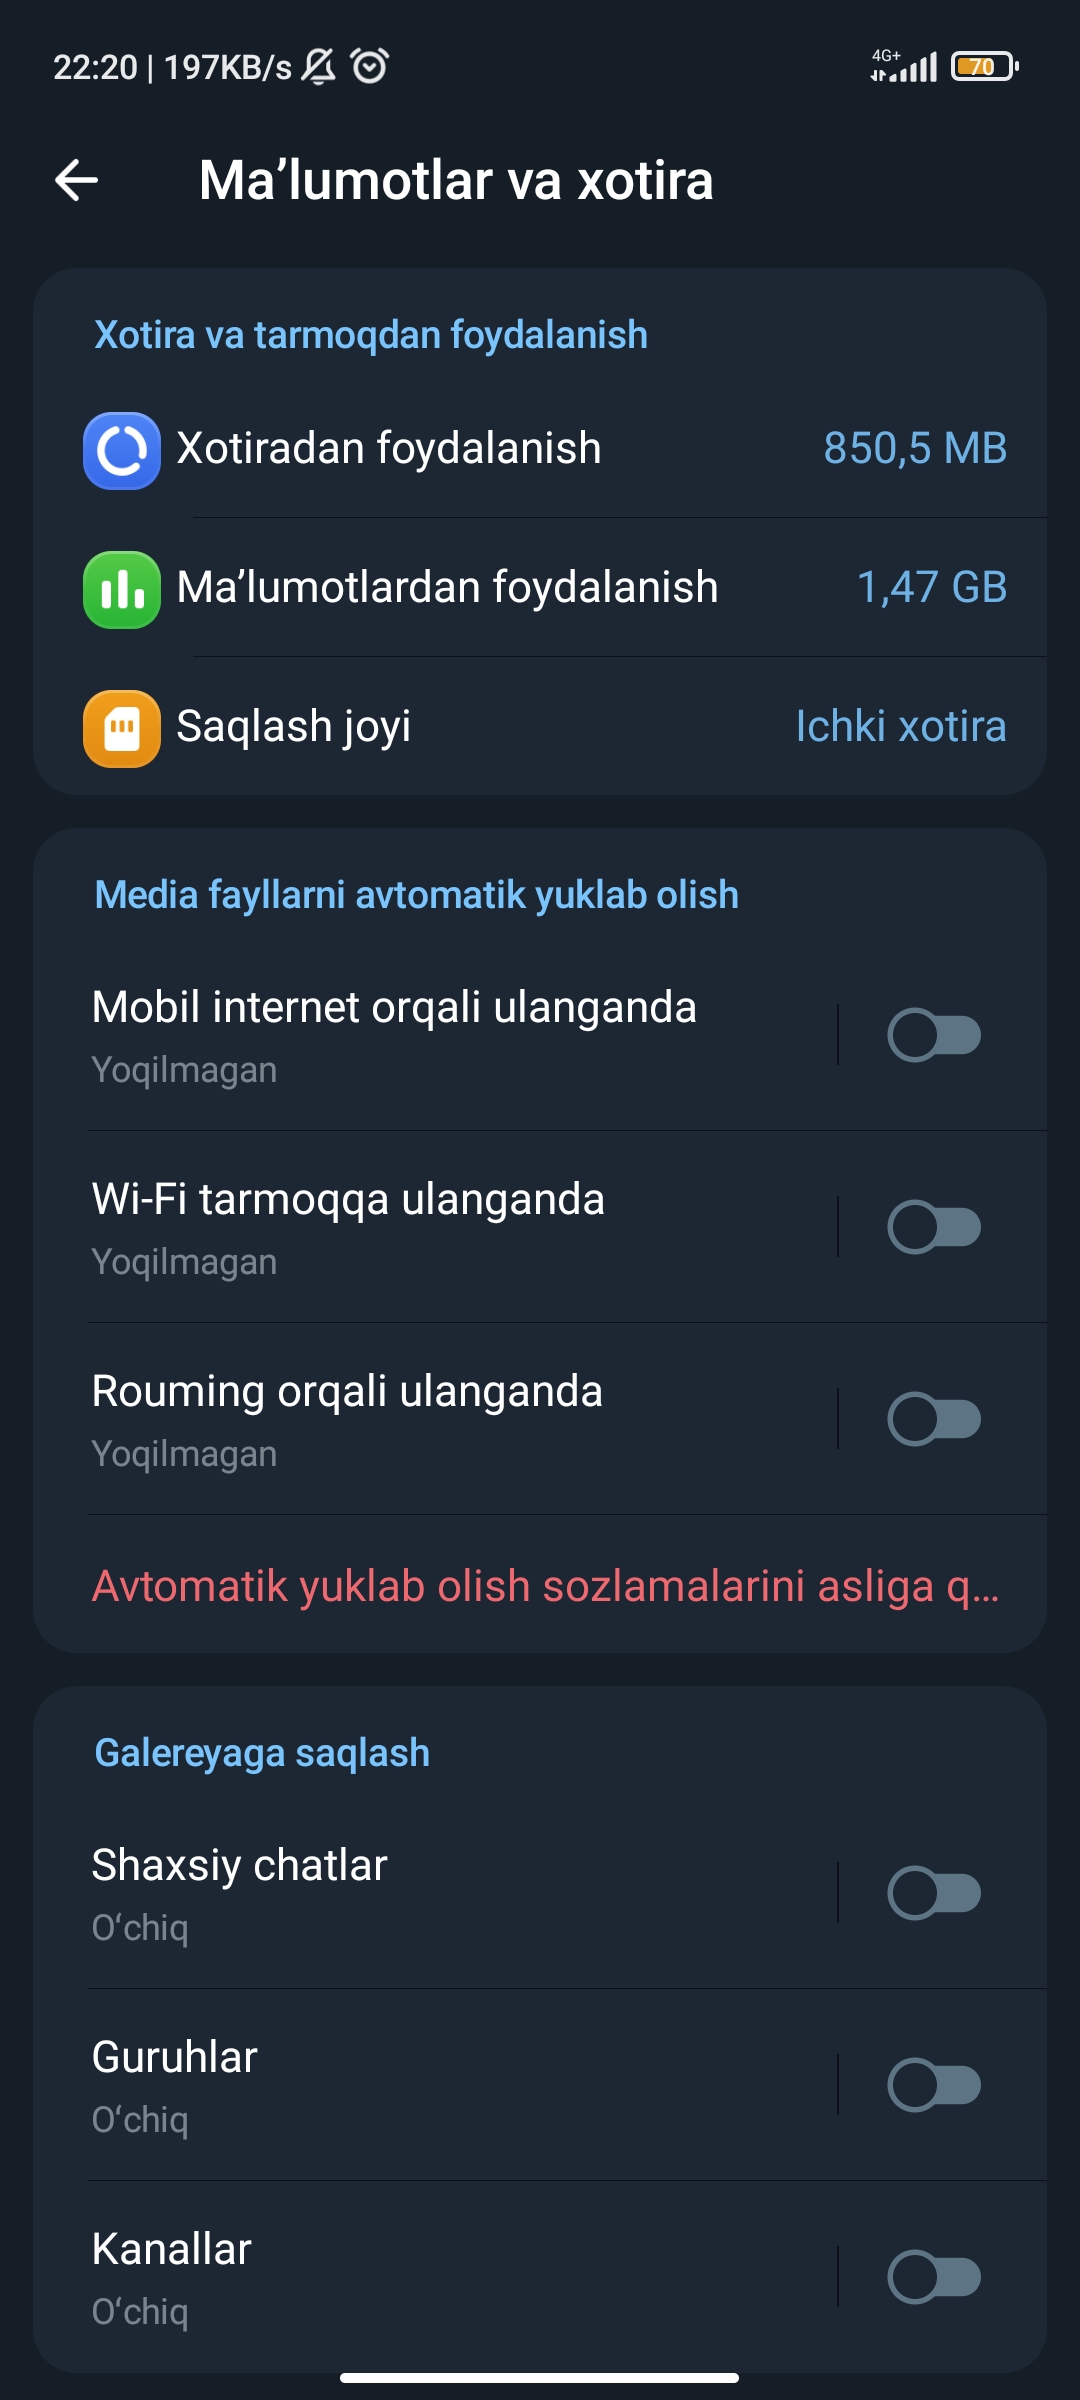 22:20 | 197KB/s
4G+
70
Ma’lumotlar va xotira
Xotira va tarmoqdan foydalanish
Xotiradan foydalanish 850,5 MB
Ma’lumotlardan foydalanish 1,47 GB
Saqlash joyi Ichki xotira
Media fayllarni avtomatik yuklab olish
Mobil internet orqali ulanganda
Yoqilmagan
Wi-Fi tarmoqqa ulanganda
Yoqilmagan
Rouming orqali ulanganda
Yoqilmagan
Avtomatik yuklab olish sozlamalarini asliga q…
Galereyaga saqlash
Shaxsiy chatlar
O‘chiq
Guruhlar
O‘chiq
Kanallar
O‘chiq